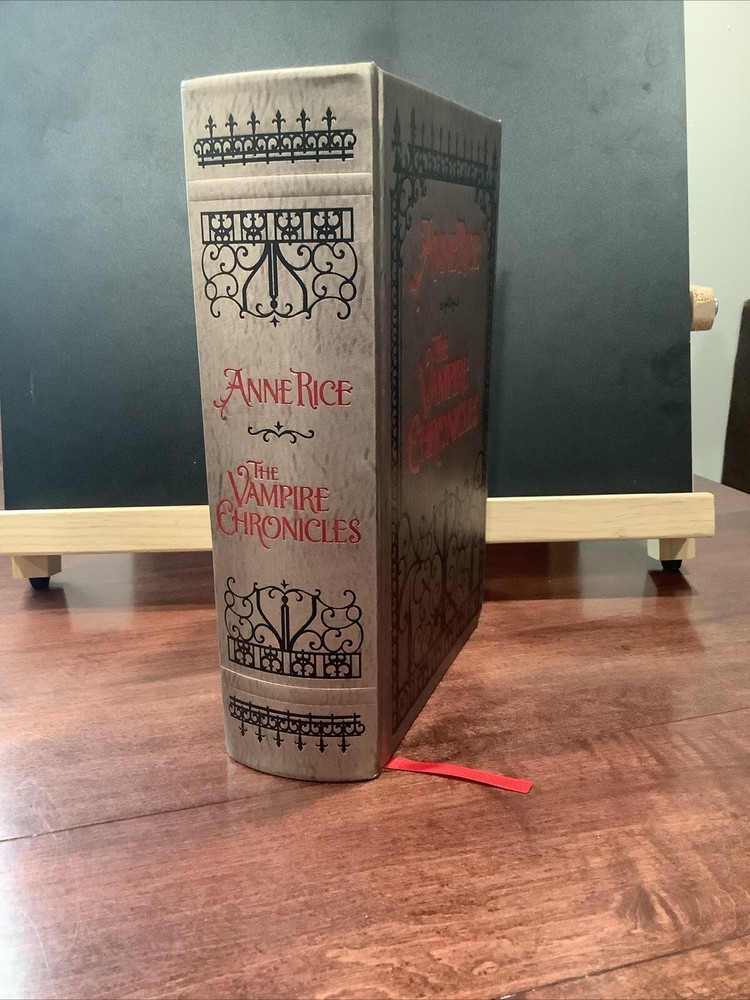 ANNE RICE
THE
VAMPIRE
CHRONICLES
ANNE RICE
THE
VAMPIRE
CHRONICLES